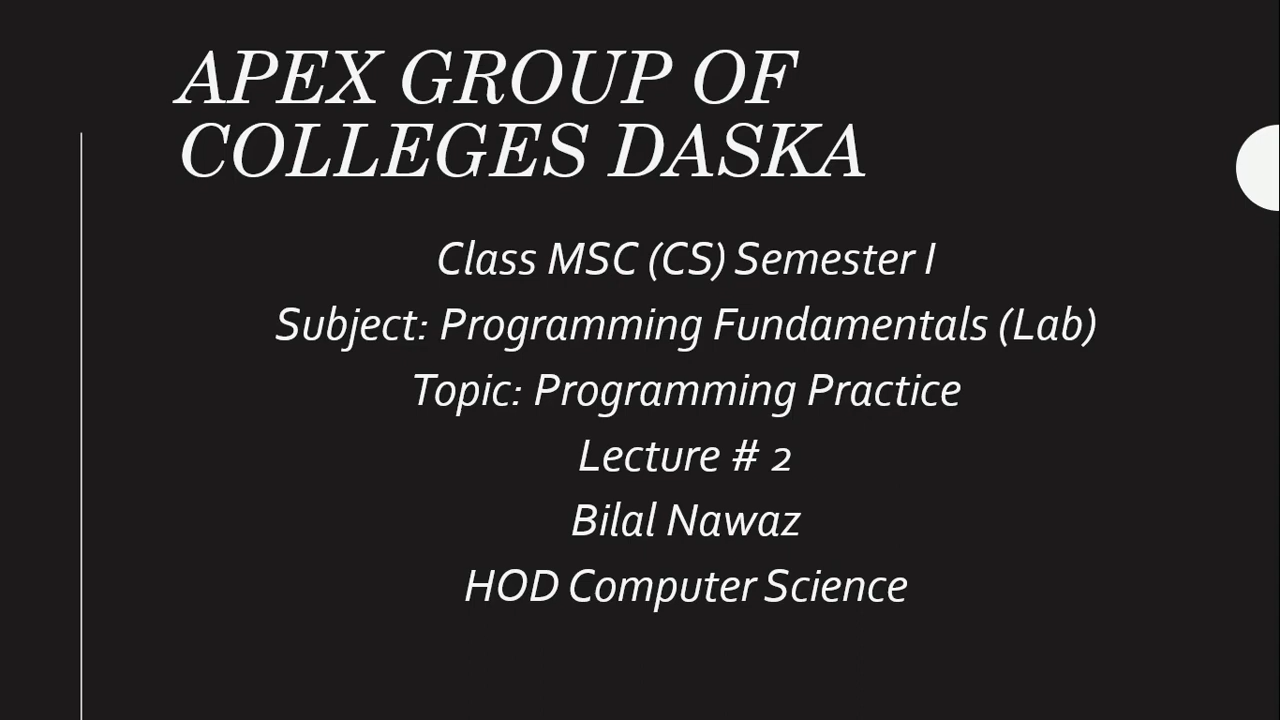 APEX GROUP OF
COLLEGES DASKA
Class MSC (CS) Semester I
Subject: Programming Fundamentals (Lab)
Topic: Programming Practice
Lecture # 2
Bilal Nawaz
HOD Computer Science